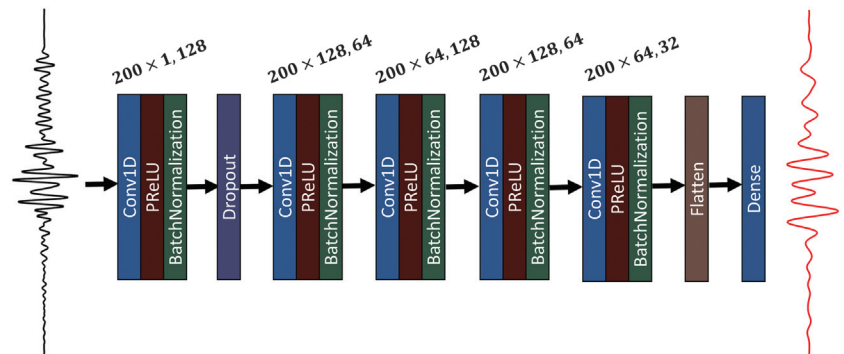 200 × 1, 128
200 × 128, 64
200 × 64, 128
200 × 128, 64
200 × 64, 32
Conv1D
PReLU
BatchNormalization
Dropout
Conv1D
PReLU
BatchNormalization
Conv1D
PReLU
BatchNormalization
Conv1D
PReLU
BatchNormalization
Conv1D
PReLU
BatchNormalization
Flatten
Dense